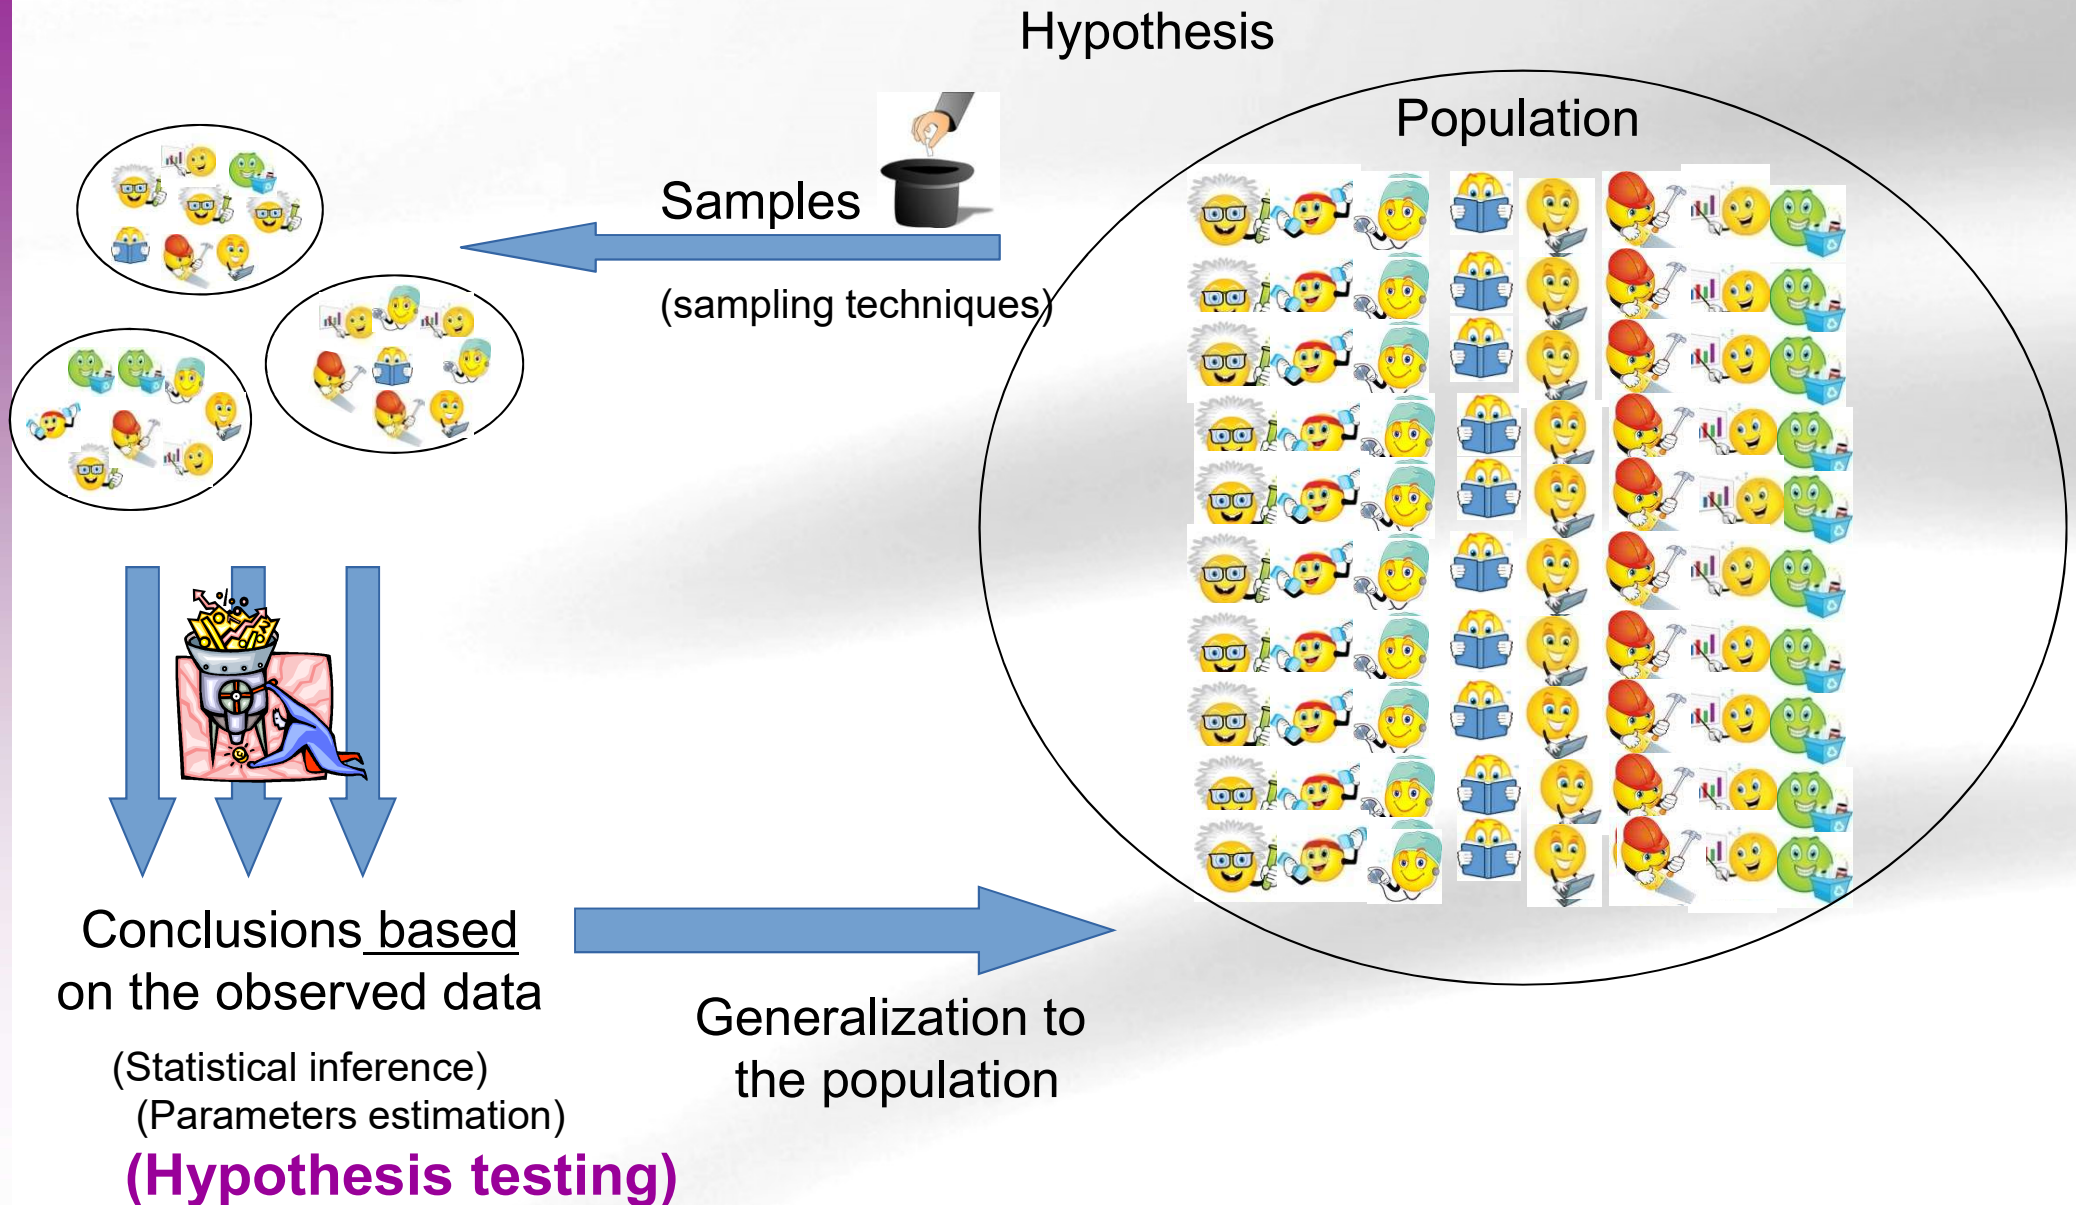 Hypothesis
Population
Samples
(sampling techniques)
Conclusions based
on the observed data
(Statistical inference)
(Parameters estimation)
(Hypothesis testing)
Generalization to
the population